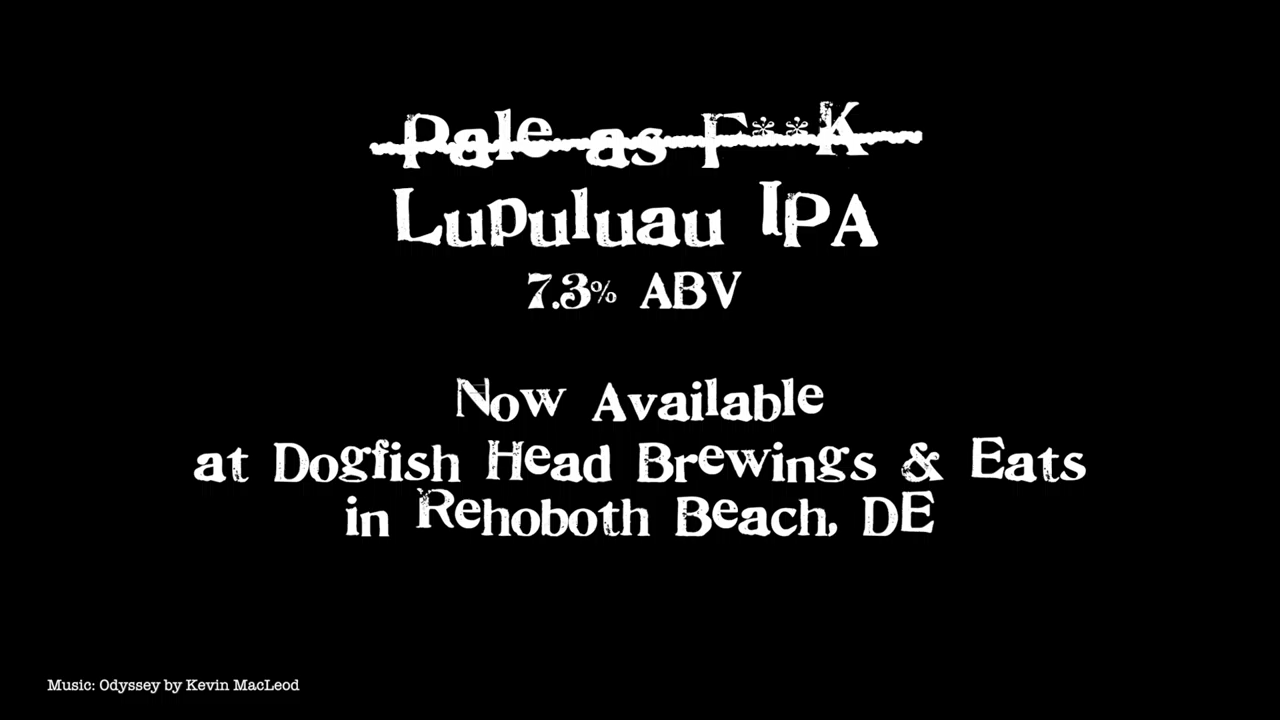 Pale as F**K
Lupuluau IPA
7.3% ABV
Now Available
at Dogfish Head Brewings & Eats
in Rehoboth Beach, DE
Music: Odyssey by Kevin MacLeod